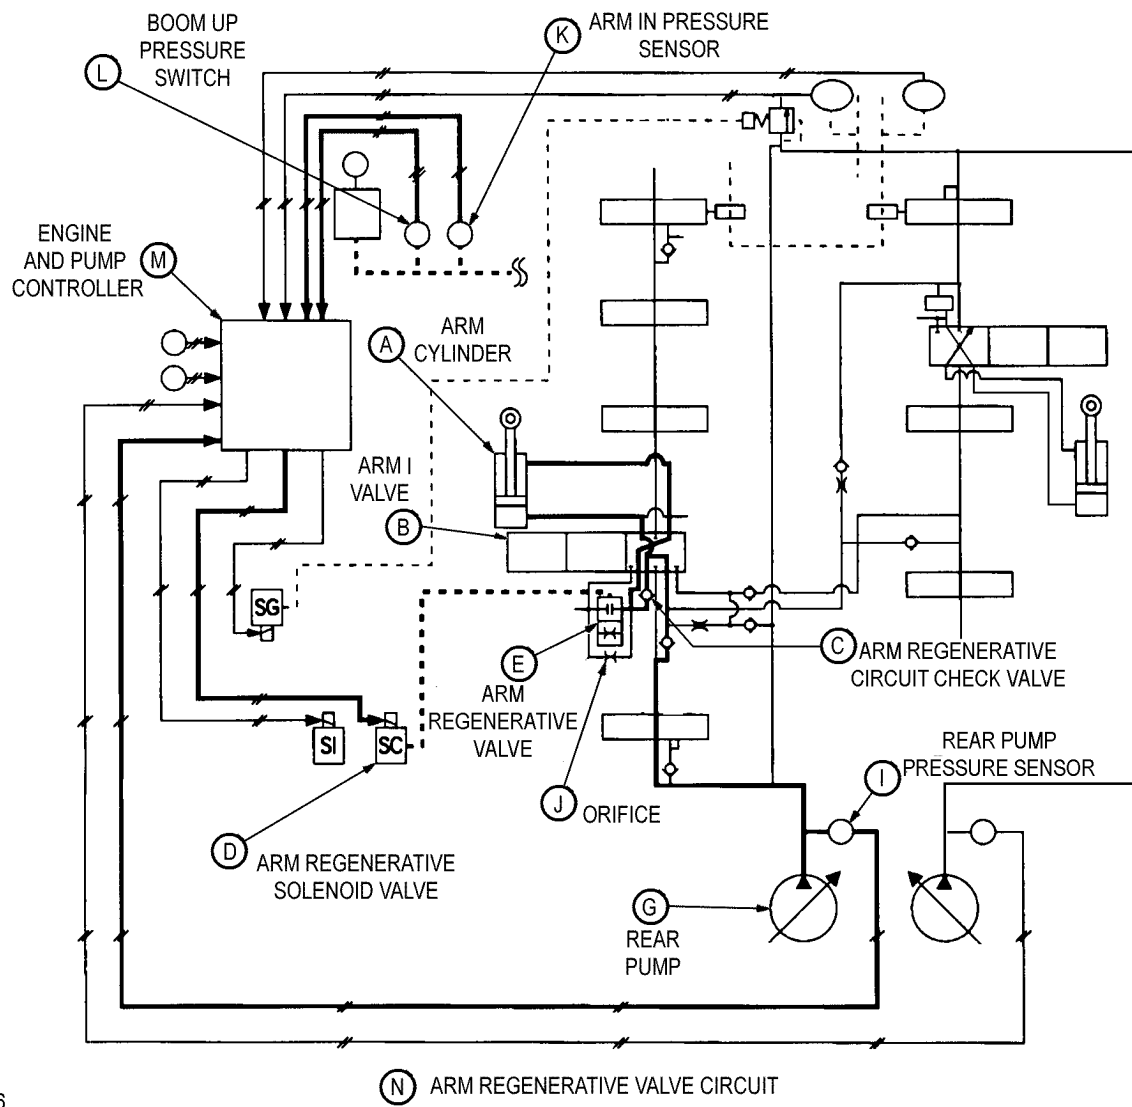 BOOM UP
PRESSURE
SWITCH
L
K
ARM IN PRESSURE
SENSOR
ENGINE
AND PUMP
CONTROLLER
M
ARM
CYLINDER
A
ARM I
VALVE
B
SG
E
ARM
REGENERATIVE
VALVE
C
ARM REGENERATIVE
CIRCUIT CHECK VALVE
SI
SC
J
ORIFICE
REAR PUMP
PRESSURE SENSOR
I
D
ARM REGENERATIVE
SOLENOID VALVE
G
REAR
PUMP
N
ARM REGENERATIVE VALVE CIRCUIT